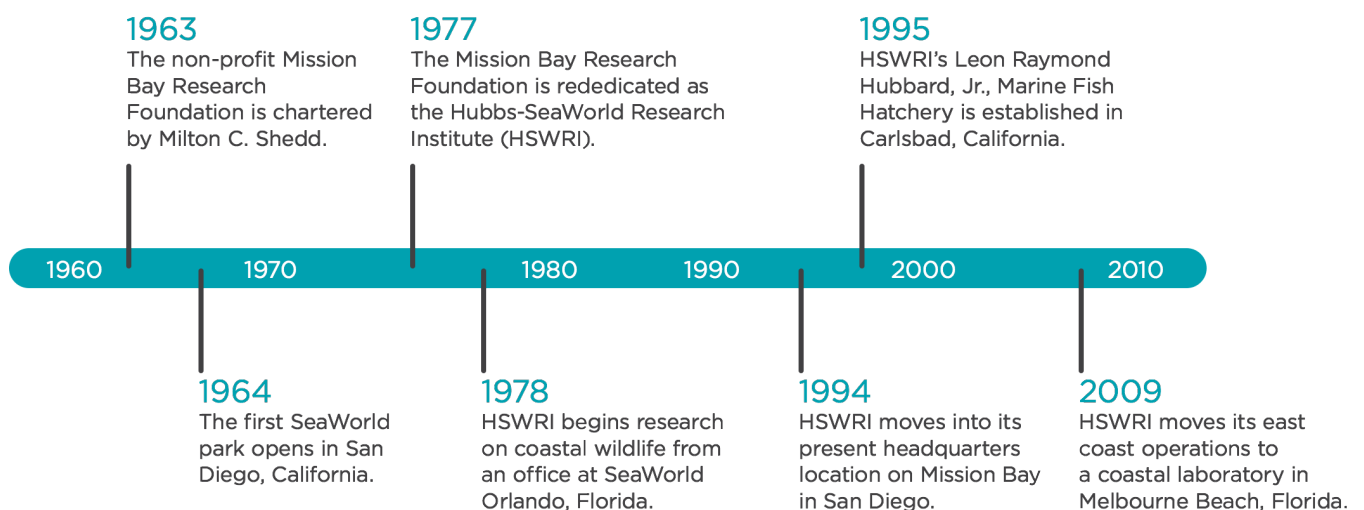 1963
The non-profit Mission
Bay Research
Foundation is chartered
by Milton C. Shedd.
1977
The Mission Bay Research
Foundation is rededicated as
the Hubbs-SeaWorld Research
Institute (HSWRI).
1995
HSWRI’s Leon Raymond
Hubbard, Jr., Marine Fish
Hatchery is established in
Carlsbad, California.
1960 1970 1980 1990 2000 2010
1964
The first SeaWorld
park opens in San
Diego, California.
1978
HSWRI begins research
on coastal wildlife from
an office at SeaWorld
Orlando, Florida.
1994
HSWRI moves into its
present headquarters
location on Mission Bay
in San Diego.
2009
HSWRI moves its east
coast operations to
a coastal laboratory in
Melbourne Beach, Florida.